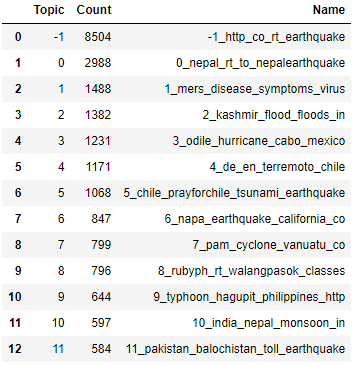 Topic Count Name
0 -1 8504 -1_http_co_rt_earthquake
1 0 2988 0_nepal_rt_to_nepalearthquake
2 1 1488 1_mers_disease_symptoms_virus
3 2 1382 2_kashmir_flood_floods_in
4 3 1231 3_odile_hurricane_cabo_mexico
5 4 1171 4_de_en_terremoto_chile
6 5 1068 5_chile_prayforchile_tsunami_earthquake
7 6 847 6_napa_earthquake_california_co
8 7 799 7_pam_cyclone_vanuatu_co
9 8 796 8_rubyph_rt_walangpasok_classes
10 9 644 9_typhoon_hagupit_philippines_http
11 10 597 10_india_nepal_monsoon_in
12 11 584 11_pakistan_balochistan_toll_earthquake